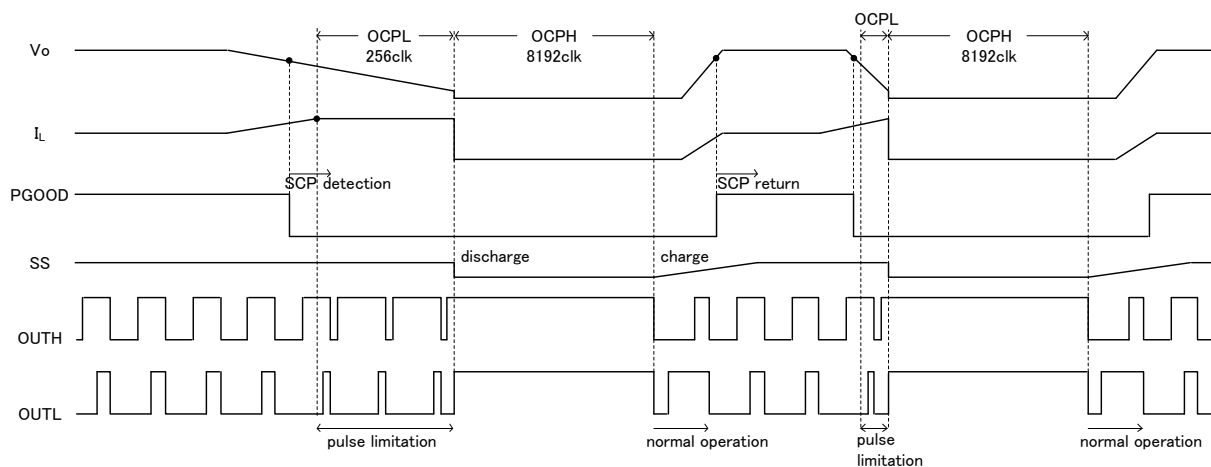 OCPL
OCPL
256clk
OCPH
8192clk
OCPH
8192clk
Vo
IL
SCP detection
SCP return
PGOOD
SS
discharge
charge
OUTH
OUTL
pulse limitation
normal operation
pulse
limitation
normal operation